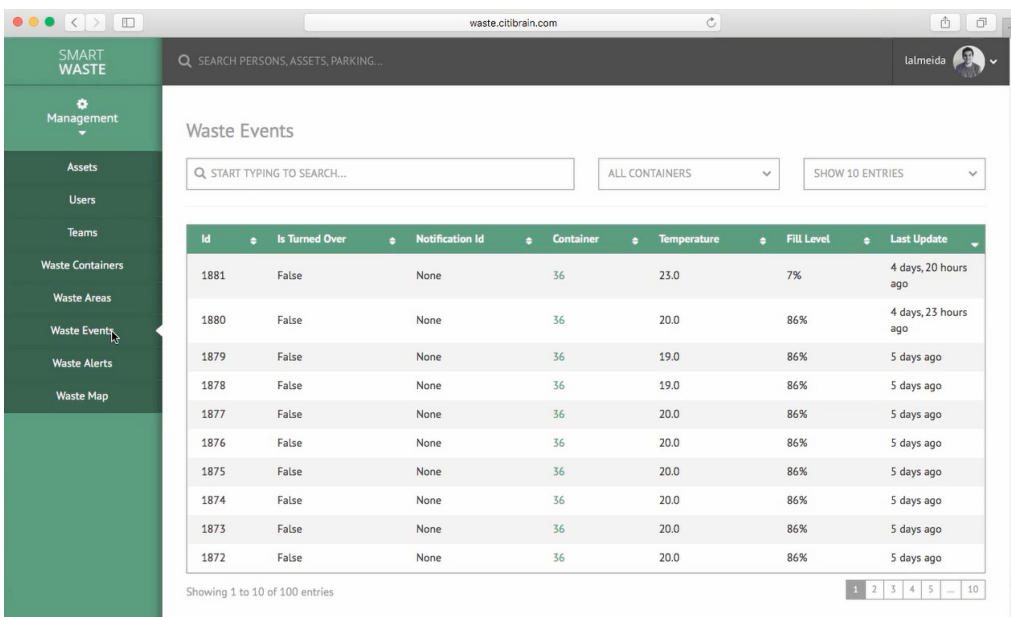 waste.citibrain.com
SMART
WASTE
SEARCH PERSONS, ASSETS, PARKING...
lalmeida
Management
Assets
Users
Teams
Waste Containers
Waste Areas
Waste Events
Waste Alerts
Waste Map
Waste Events
START TYPING TO SEARCH...
ALL CONTAINERS
SHOW 10 ENTRIES
Id Is Turned Over Notification Id Container Temperature Fill Level Last Update
1881 False None 36 23.0 7% 4 days, 20 hours
ago
1880 False None 36 20.0 86% 4 days, 23 hours
ago
1879 False None 36 19.0 86% 5 days ago
1878 False None 36 19.0 86% 5 days ago
1877 False None 36 20.0 86% 5 days ago
1876 False None 36 20.0 86% 5 days ago
1875 False None 36 20.0 86% 5 days ago
1874 False None 36 20.0 86% 5 days ago
1873 False None 36 20.0 86% 5 days ago
1872 False None 36 20.0 86% 5 days ago
Showing 1 to 10 of 100 entries
1 2 3 4 5 ... 10